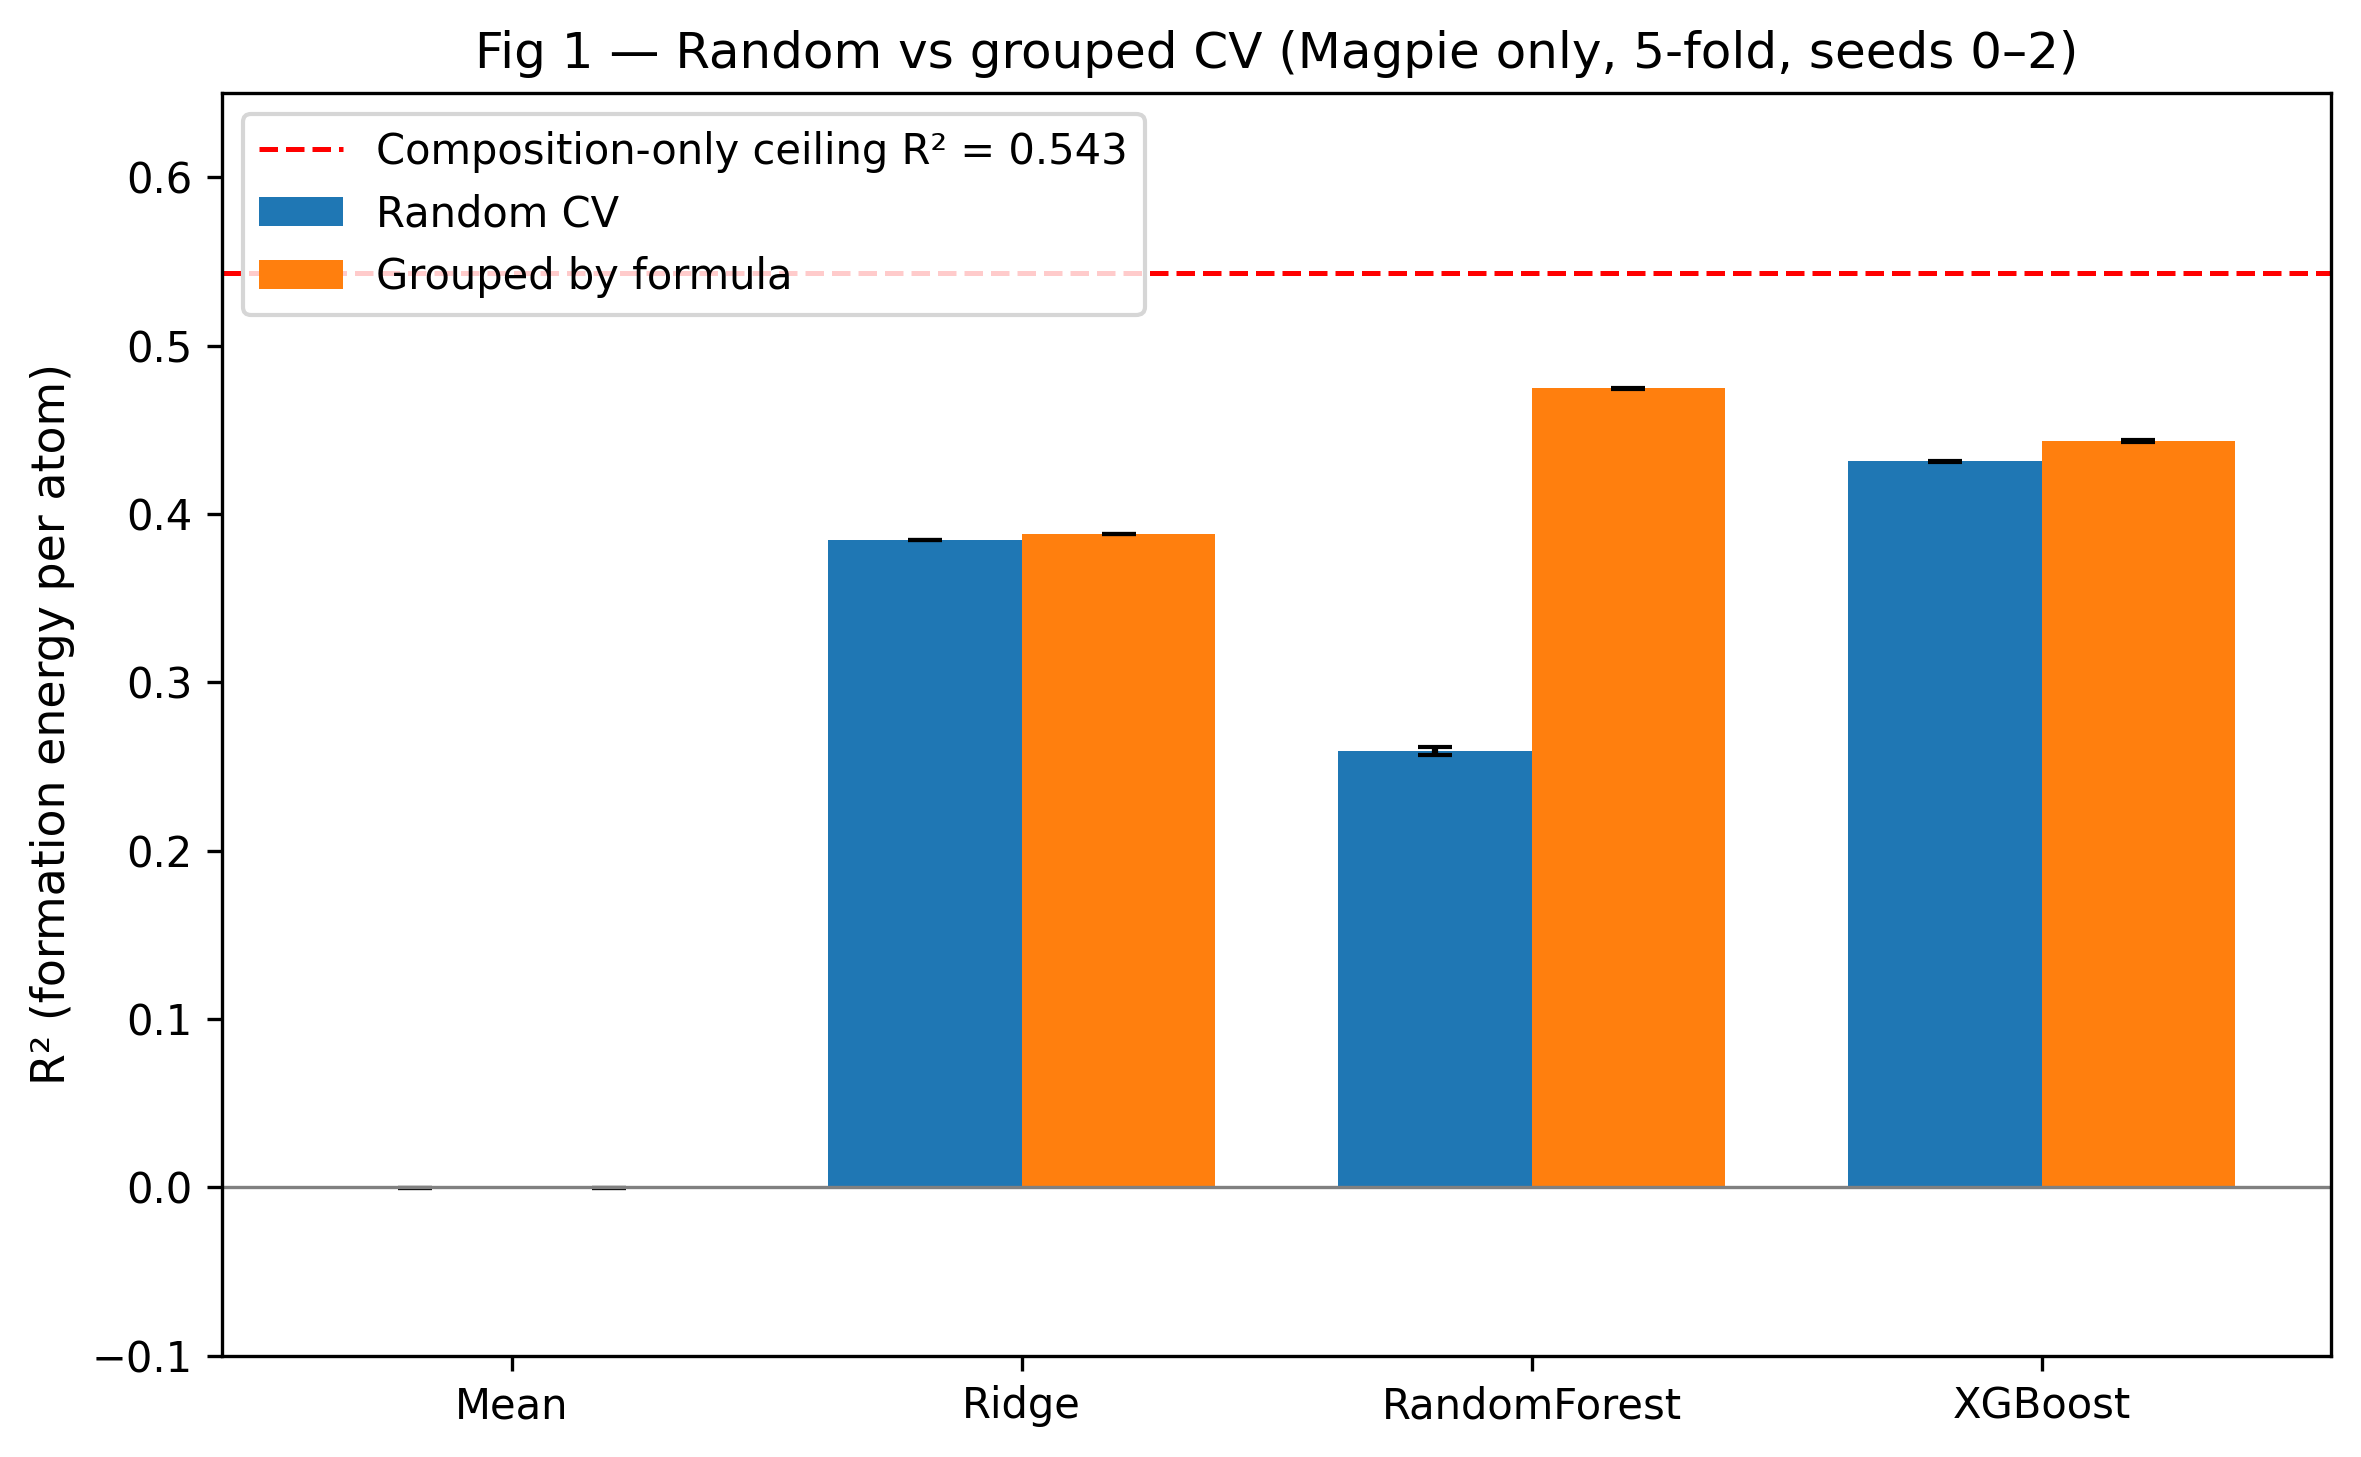 Fig 1 — Random vs grouped CV (Magpie only, 5-fold, seeds 0–2)
Composition-only ceiling R² = 0.543
Random CV
Grouped by formula
R² (formation energy per atom)
0.6
0.5
0.4
0.3
0.2
0.1
0.0
−0.1
Mean
Ridge
RandomForest
XGBoost